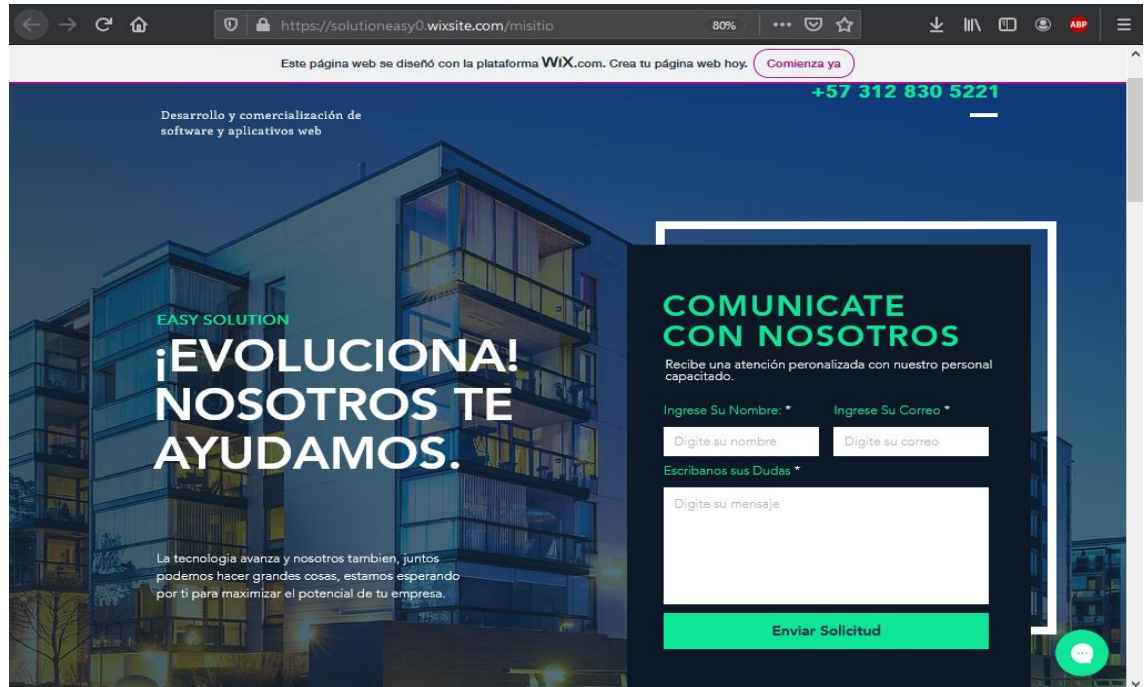 https://solutioneasy0.wixsite.com/misitio
80%
ABP
Este página web se diseñó con la plataforma WiX.com. Crea tu página web hoy.
Comienza ya
+57 312 830 5221
Desarrollo y comercialización de
software y aplicativos web
EASY SOLUTION
¡EVOLUCIONA!
NOSOTROS TE
AYUDAMOS.
La tecnologia avanza y nosotros tambien, juntos
podemos hacer grandes cosas, estamos esperando
por ti para maximizar el potencial de tu empresa.
COMUNICATE
CON NOSOTROS
Recibe una atención peronalizada con nuestro personal
capacitado.
Ingrese Su Nombre: *
Ingrese Su Correo *
Digite su nombre
Digite su correo
Escribanos sus Dudas *
Digite su mensaje
Enviar Solicitud